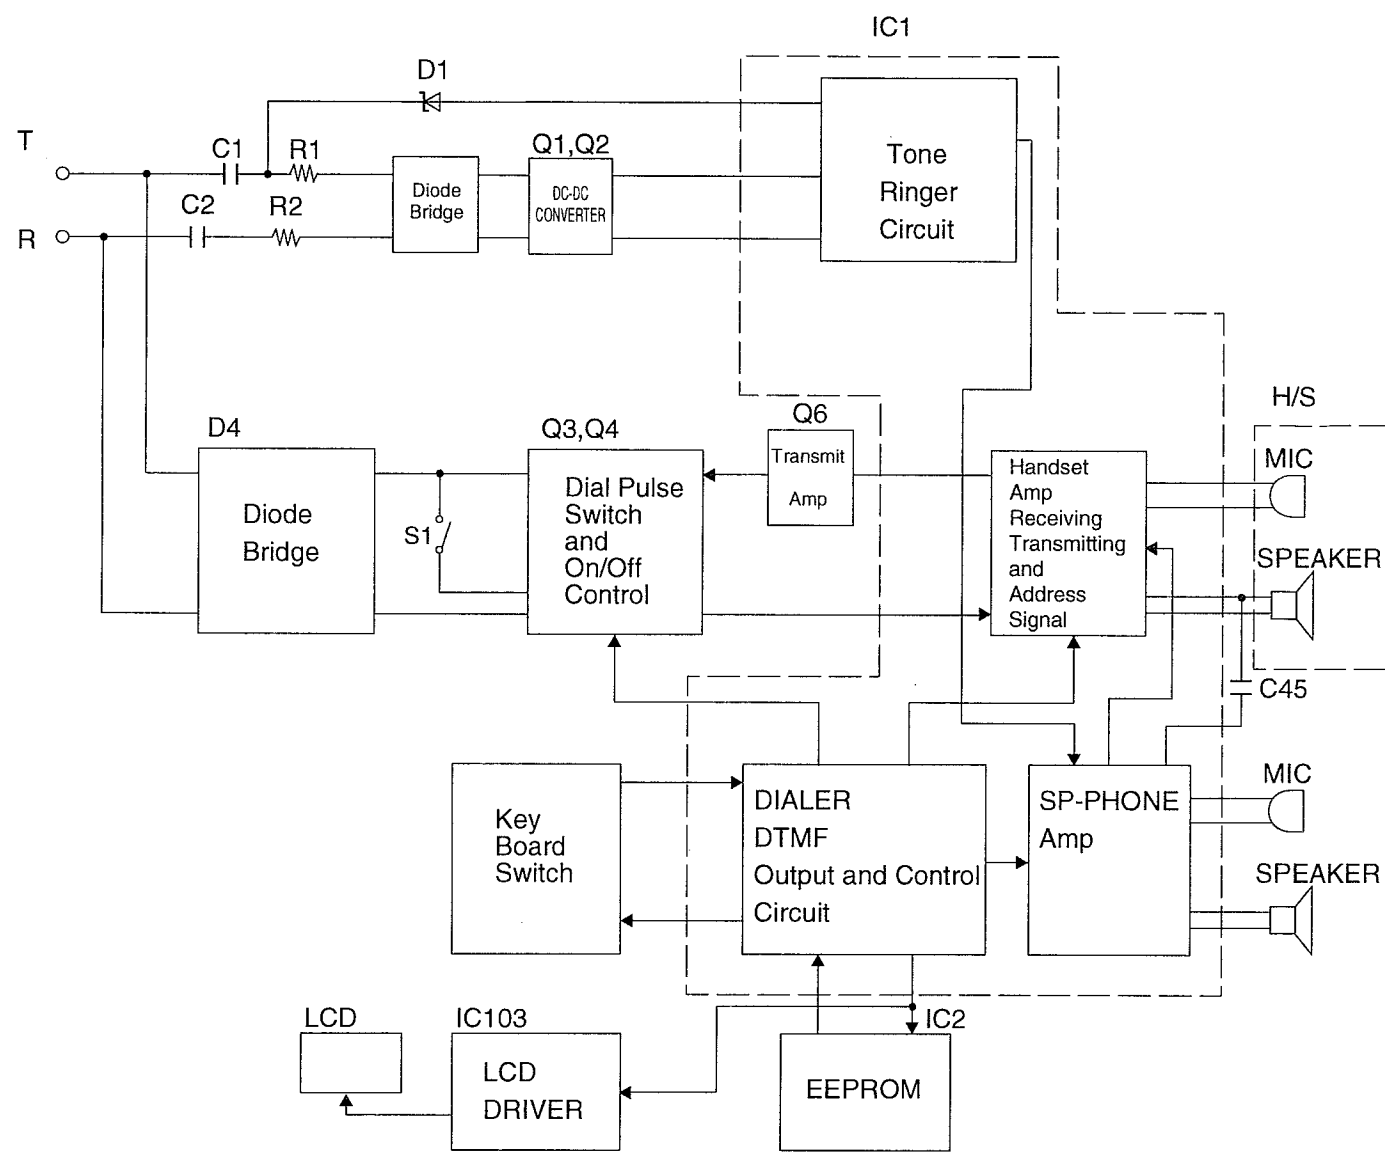 IC1
D1
T
C1
R1
Q1,Q2
Tone
Ringer
Circuit
Diode
Bridge
DC-DC
CONVERTER
C2
R2
R
H/S
D4
Q3,Q4
Q6
Transmit
Amp
Diode
Bridge
S1
Dial Pulse
Switch
and
On/Off
Control
Handset
Amp
Receiving
Transmitting
and
Address
Signal
MIC
SPEAKER
C45
Key
Board
Switch
DIALER
DTMF
Output and Control
Circuit
SP-PHONE
Amp
MIC
SPEAKER
LCD
IC103
LCD
DRIVER
IC2
EEPROM